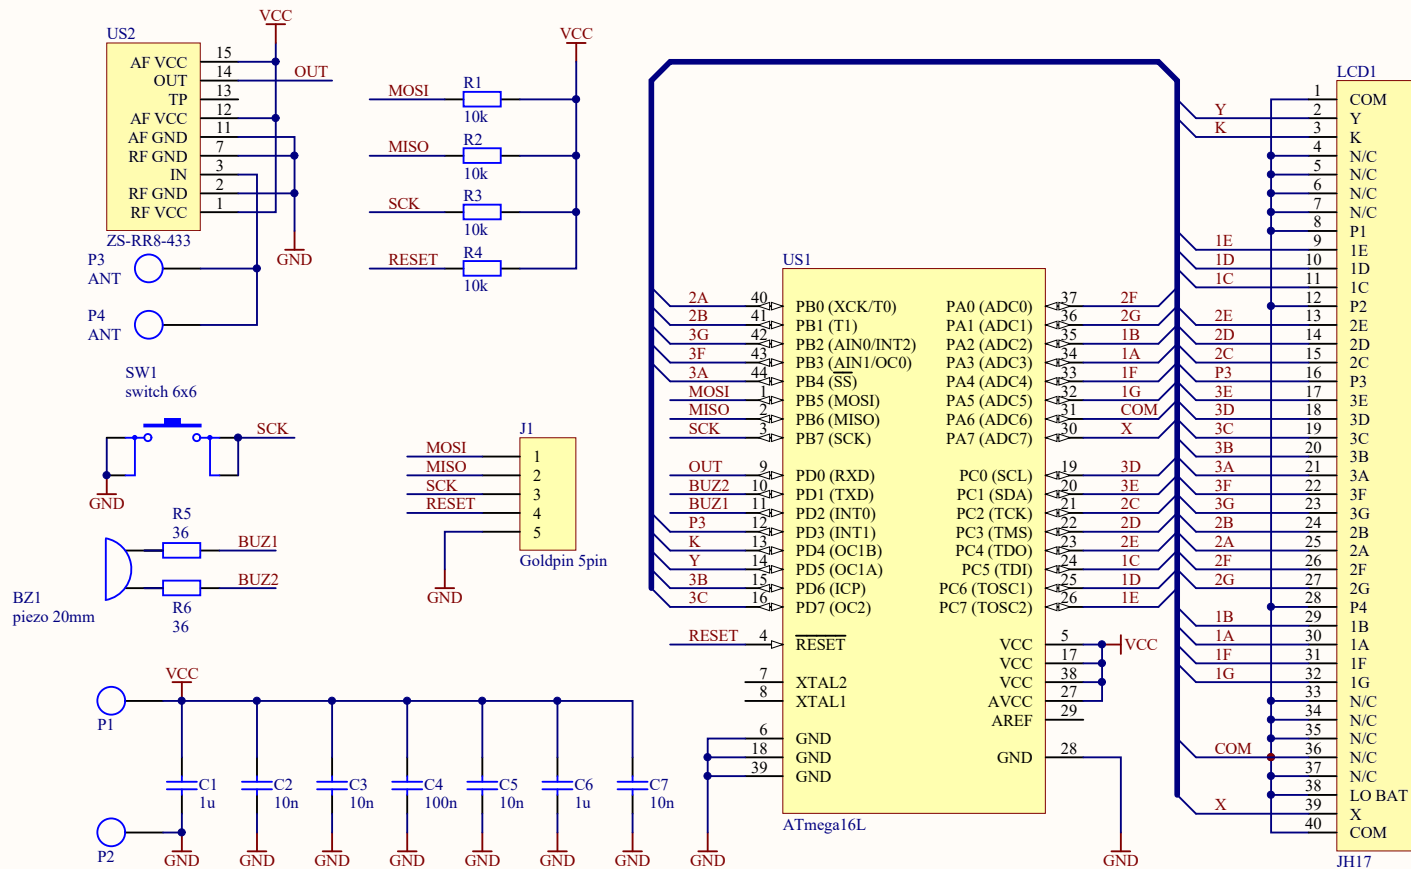 US2
VCC
AF VCC 15
OUT 14 OUT
TP 13
AF VCC 12
AF GND 11
RF GND 7
IN 3
RF GND 2
RF VCC 1
ZS-RR8-433
GND
P3
ANT
P4
ANT
VCC
MOSI R1
10k
MISO R2
10k
SCK R3
10k
RESET R4
10k
SW1
switch 6x6
SCK
GND
R5
36
BUZ1
BUZ2
R6
36
BZ1
piezo 20mm
J1
MOSI 1
MISO 2
SCK 3
RESET 4
5
Goldpin 5pin
GND
VCC
P1
P2
C1
1u
C2
10n
C3
10n
C4
100n
C5
10n
C6
1u
C7
10n
GND GND GND GND GND GND GND
US1
2A 40 PB0 (XCK/T0) PA0 (ADC0) 37 2F
2B 41 PB1 (T1) PA1 (ADC1) 36 2G
3G 42 PB2 (AIN0/INT2) PA2 (ADC2) 35 1B
3F 43 PB3 (AIN1/OC0) PA3 (ADC3) 34 1A
3A 44 PB4 (SS) PA4 (ADC4) 33 1F
MOSI 1 PB5 (MOSI) PA5 (ADC5) 32 1G
MISO 2 PB6 (MISO) PA6 (ADC6) 31 COM
SCK 3 PB7 (SCK) PA7 (ADC7) 30 X
OUT 9 PD0 (RXD) PC0 (SCL) 19 3D
BUZ2 10 PD1 (TXD) PC1 (SDA) 20 3E
BUZ1 11 PD2 (INT0) PC2 (TCK) 21 2C
P3 12 PD3 (INT1) PC3 (TMS) 22 2D
K 13 PD4 (OC1B) PC4 (TDO) 23 2E
Y 14 PD5 (OC1A) PC5 (TDI) 24 1C
3B 15 PD6 (ICP) PC6 (TOSC1) 25 1D
3C 16 PD7 (OC2) PC7 (TOSC2) 26 1E
RESET 4 RESET VCC 5 VCC
VCC 17
7 XTAL2 VCC 38
8 XTAL1 AVCC 27
AREF 29
6 GND
18 GND GND 28
39 GND
ATmega16L
GND
GND
LCD1
1 COM
Y 2 Y
K 3 K
4 N/C
5 N/C
6 N/C
7 N/C
8 P1
1E 9 1E
1D 10 1D
1C 11 1C
12 P2
2E 13 2E
2D 14 2D
2C 15 2C
P3 16 P3
3E 17 3E
3D 18 3D
3C 19 3C
3B 20 3B
3A 21 3A
3F 22 3F
3G 23 3G
2B 24 2B
2A 25 2A
2F 26 2F
2G 27 2G
28 P4
1B 29 1B
1A 30 1A
1F 31 1F
1G 32 1G
33 N/C
34 N/C
35 N/C
COM 36 N/C
37 N/C
38 LO BAT
X 39 X
40 COM
JH17